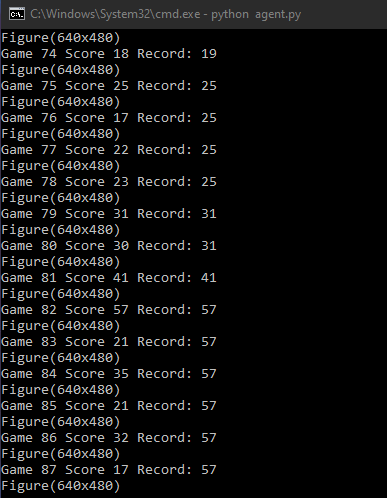 C:\Windows\System32\cmd.exe - python  agent.py
Figure(640x480)
Game 74 Score 18 Record: 19
Figure(640x480)
Game 75 Score 25 Record: 25
Figure(640x480)
Game 76 Score 17 Record: 25
Figure(640x480)
Game 77 Score 22 Record: 25
Figure(640x480)
Game 78 Score 23 Record: 25
Figure(640x480)
Game 79 Score 31 Record: 31
Figure(640x480)
Game 80 Score 30 Record: 31
Figure(640x480)
Game 81 Score 41 Record: 41
Figure(640x480)
Game 82 Score 57 Record: 57
Figure(640x480)
Game 83 Score 21 Record: 57
Figure(640x480)
Game 84 Score 35 Record: 57
Figure(640x480)
Game 85 Score 21 Record: 57
Figure(640x480)
Game 86 Score 32 Record: 57
Figure(640x480)
Game 87 Score 17 Record: 57
Figure(640x480)